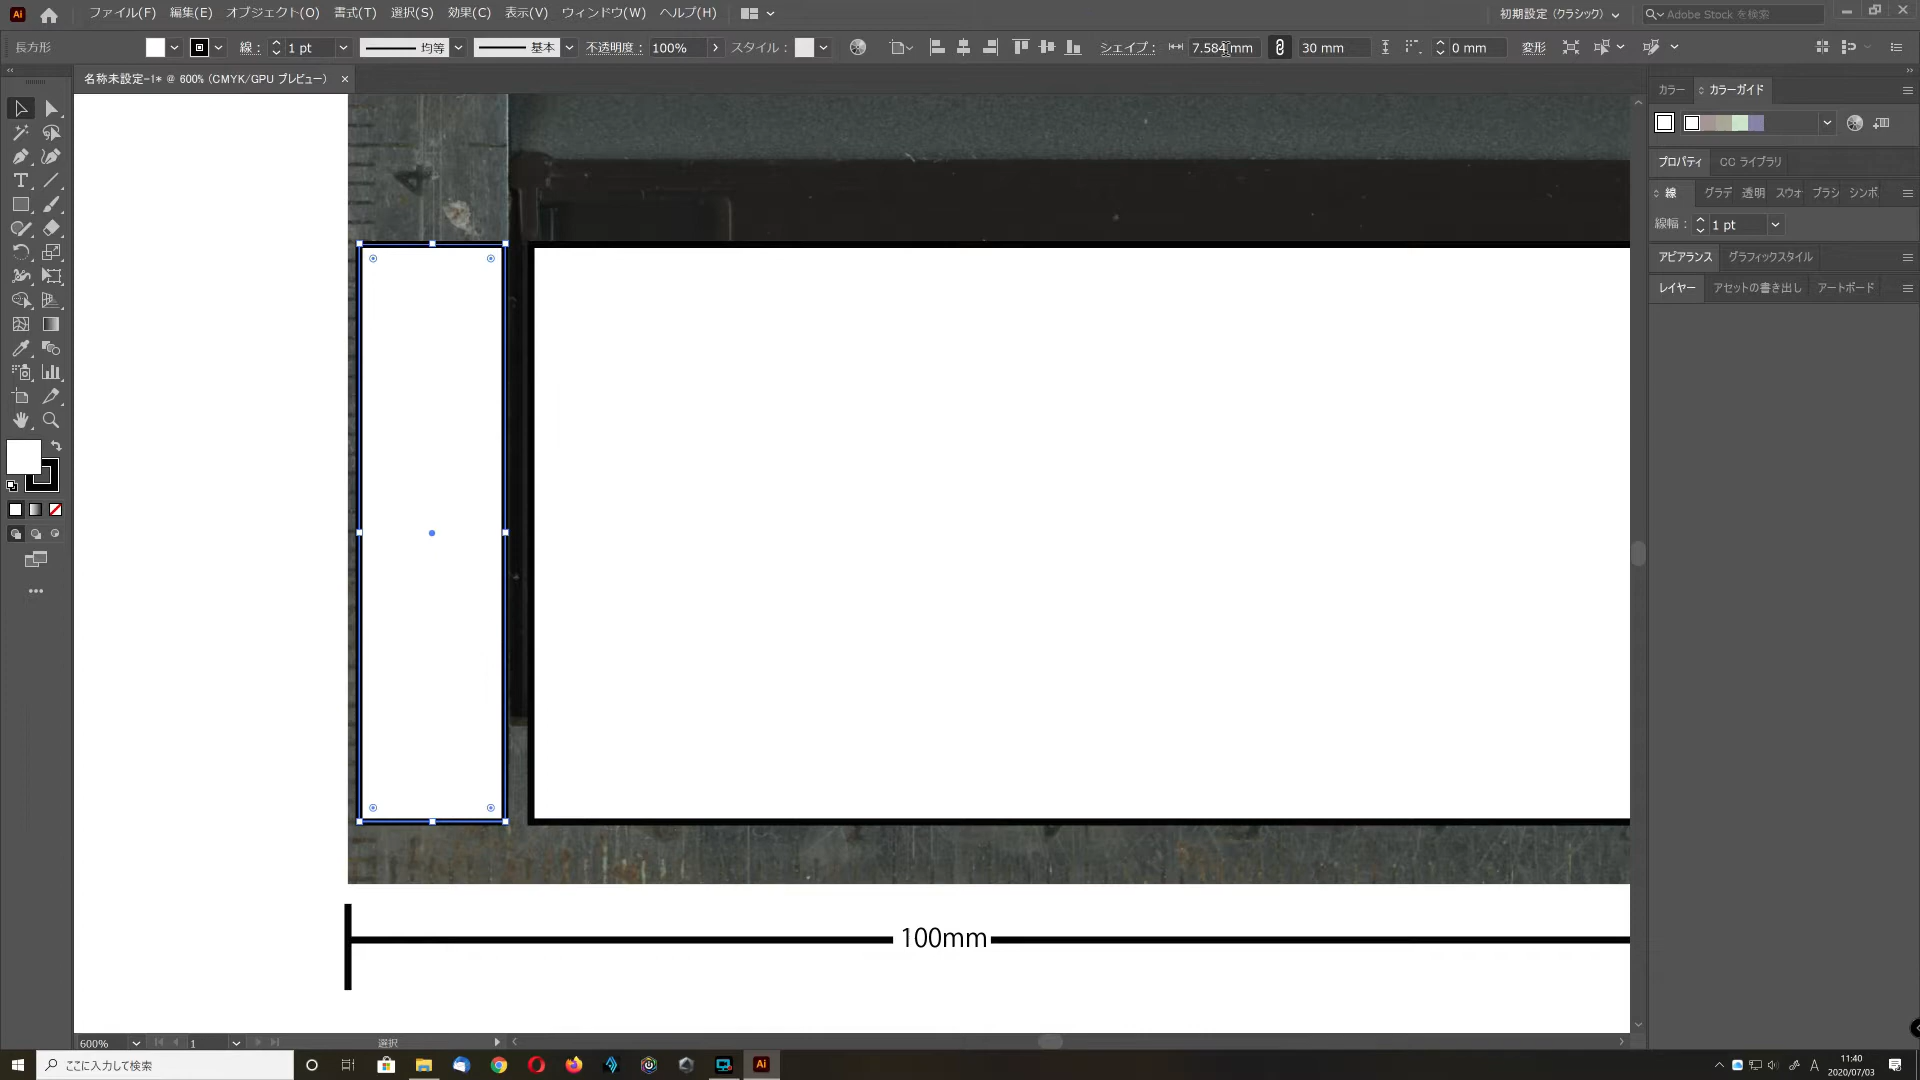 Ai ファイル(F) 編集(E) オブジェクト(O) 書式(T) 選択(S) 効果(C) 表示(V) ウィンドウ(W) ヘルプ(H) 初期設定 (クラシック) Adobe Stock を検索
長方形 線: 1 pt 均等 基本 不透明度: 100% スタイル: シェイプ: 7.584 mm 30 mm 0 mm 変形
名称未設定-1* @ 600% (CMYK/GPU プレビュー) ×
カラー カラーガイド
プロパティ CC ライブラリ
線 グラデ 透明 スウォ ブラシ シンボ
線幅: 1 pt
アピアランス グラフィックスタイル
レイヤー アセットの書き出し アートボード
100mm
600% 1 選択
ここに入力して検索 Ai A 11:40
2020/07/03